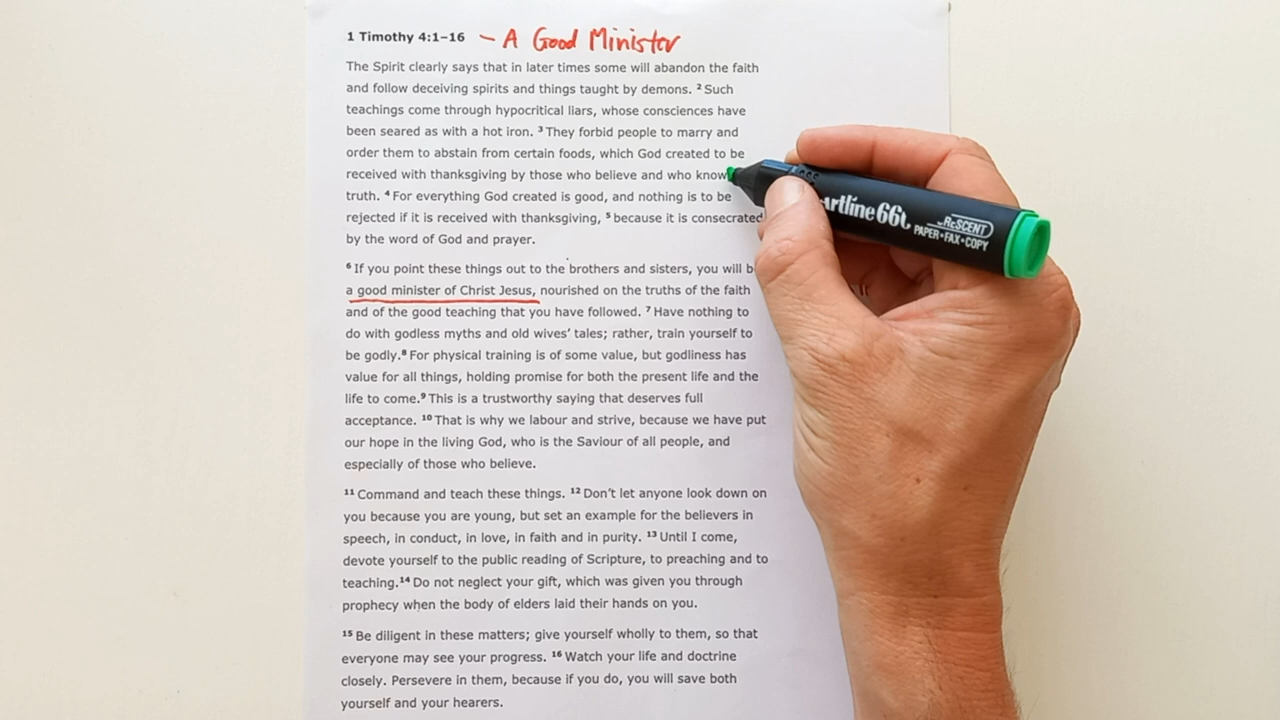 1 Timothy 4:1–16 – A Good Minister
The Spirit clearly says that in later times some will abandon the faith
and follow deceiving spirits and things taught by demons. ² Such
teachings come through hypocritical liars, whose consciences have
been seared as with a hot iron. ³ They forbid people to marry and
order them to abstain from certain foods, which God created to be
received with thanksgiving by those who believe and who know
truth. ⁴ For everything God created is good, and nothing is to be
rejected if it is received with thanksgiving, ⁵ because it is consecrated
by the word of God and prayer.
⁶ If you point these things out to the brothers and sisters, you will
a good minister of Christ Jesus, nourished on the truths of the faith
and of the good teaching that you have followed. ⁷ Have nothing to
do with godless myths and old wives’ tales; rather, train yourself to
be godly.⁸ For physical training is of some value, but godliness has
value for all things, holding promise for both the present life and the
life to come.⁹ This is a trustworthy saying that deserves full
acceptance. ¹⁰ That is why we labour and strive, because we have put
our hope in the living God, who is the Saviour of all people, and
especially of those who believe.
¹¹ Command and teach these things. ¹² Don’t let anyone look down on
you because you are young, but set an example for the believers in
speech, in conduct, in love, in faith and in purity. ¹³ Until I come,
devote yourself to the public reading of Scripture, to preaching and to
teaching.¹⁴ Do not neglect your gift, which was given you through
prophecy when the body of elders laid their hands on you.
¹⁵ Be diligent in these matters; give yourself wholly to them, so that
everyone may see your progress. ¹⁶ Watch your life and doctrine
closely. Persevere in them, because if you do, you will save both
yourself and your hearers.
PAPER•FAX•COPY